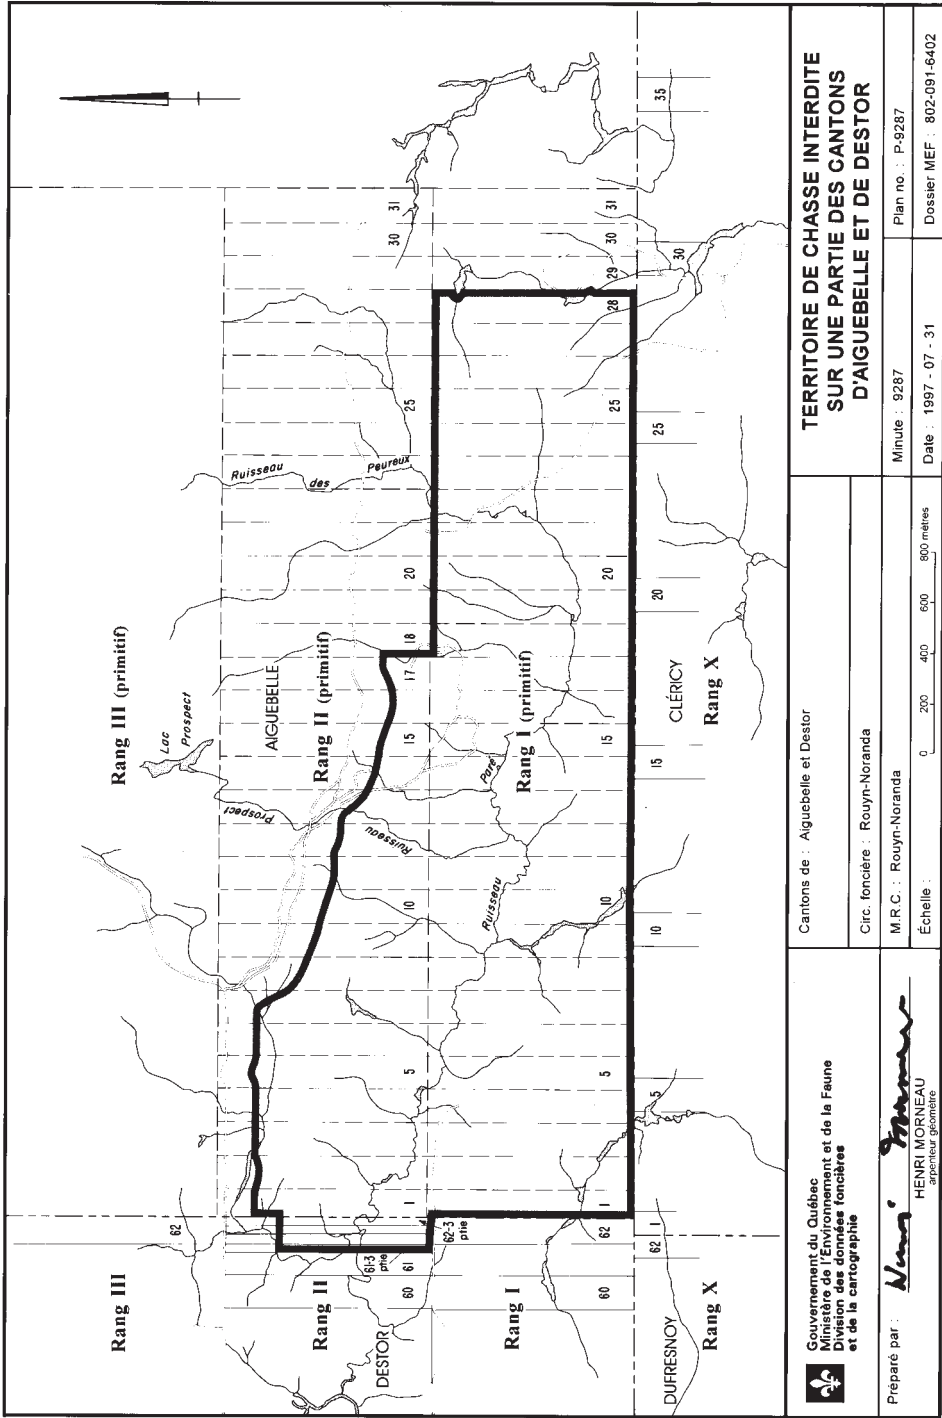 Rang III
Rang III (primitif)
62
Lac
Prospect
Prospect
AIGUEBELLE
Rang II
Rang II (primitif)
Ruisseau
des
Peureux
DESTOR
60
61-3
ptie
61
62-3
ptie
1
5
10
15
17
18
20
25
30
31
Ruisseau
Ruisseau
Paré
Rang I
Rang I (primitif)
60
62
1
5
10
15
20
25
28
29
30
31
62
1
5
10
15
20
25
30
35
DUFRESNOY
Rang X
CLÉRICY
Rang X
Gouvernement du Québec
Ministère de l'Environnement et de la Faune
Division des données foncières
et de la cartographie
Préparé par :
HENRI MORNEAU
arpenteur géomètre
Cantons de : Aiguebelle et Destor
Circ. foncière : Rouyn-Noranda
M.R.C. : Rouyn-Noranda
Échelle :
0 200 400 600 800 mètres
TERRITOIRE DE CHASSE INTERDITE
SUR UNE PARTIE DES CANTONS
D'AIGUEBELLE ET DE DESTOR
Minute : 9287
Plan no. : P-9287
Date : 1997 - 07 - 31
Dossier MEF : 802-091-6402